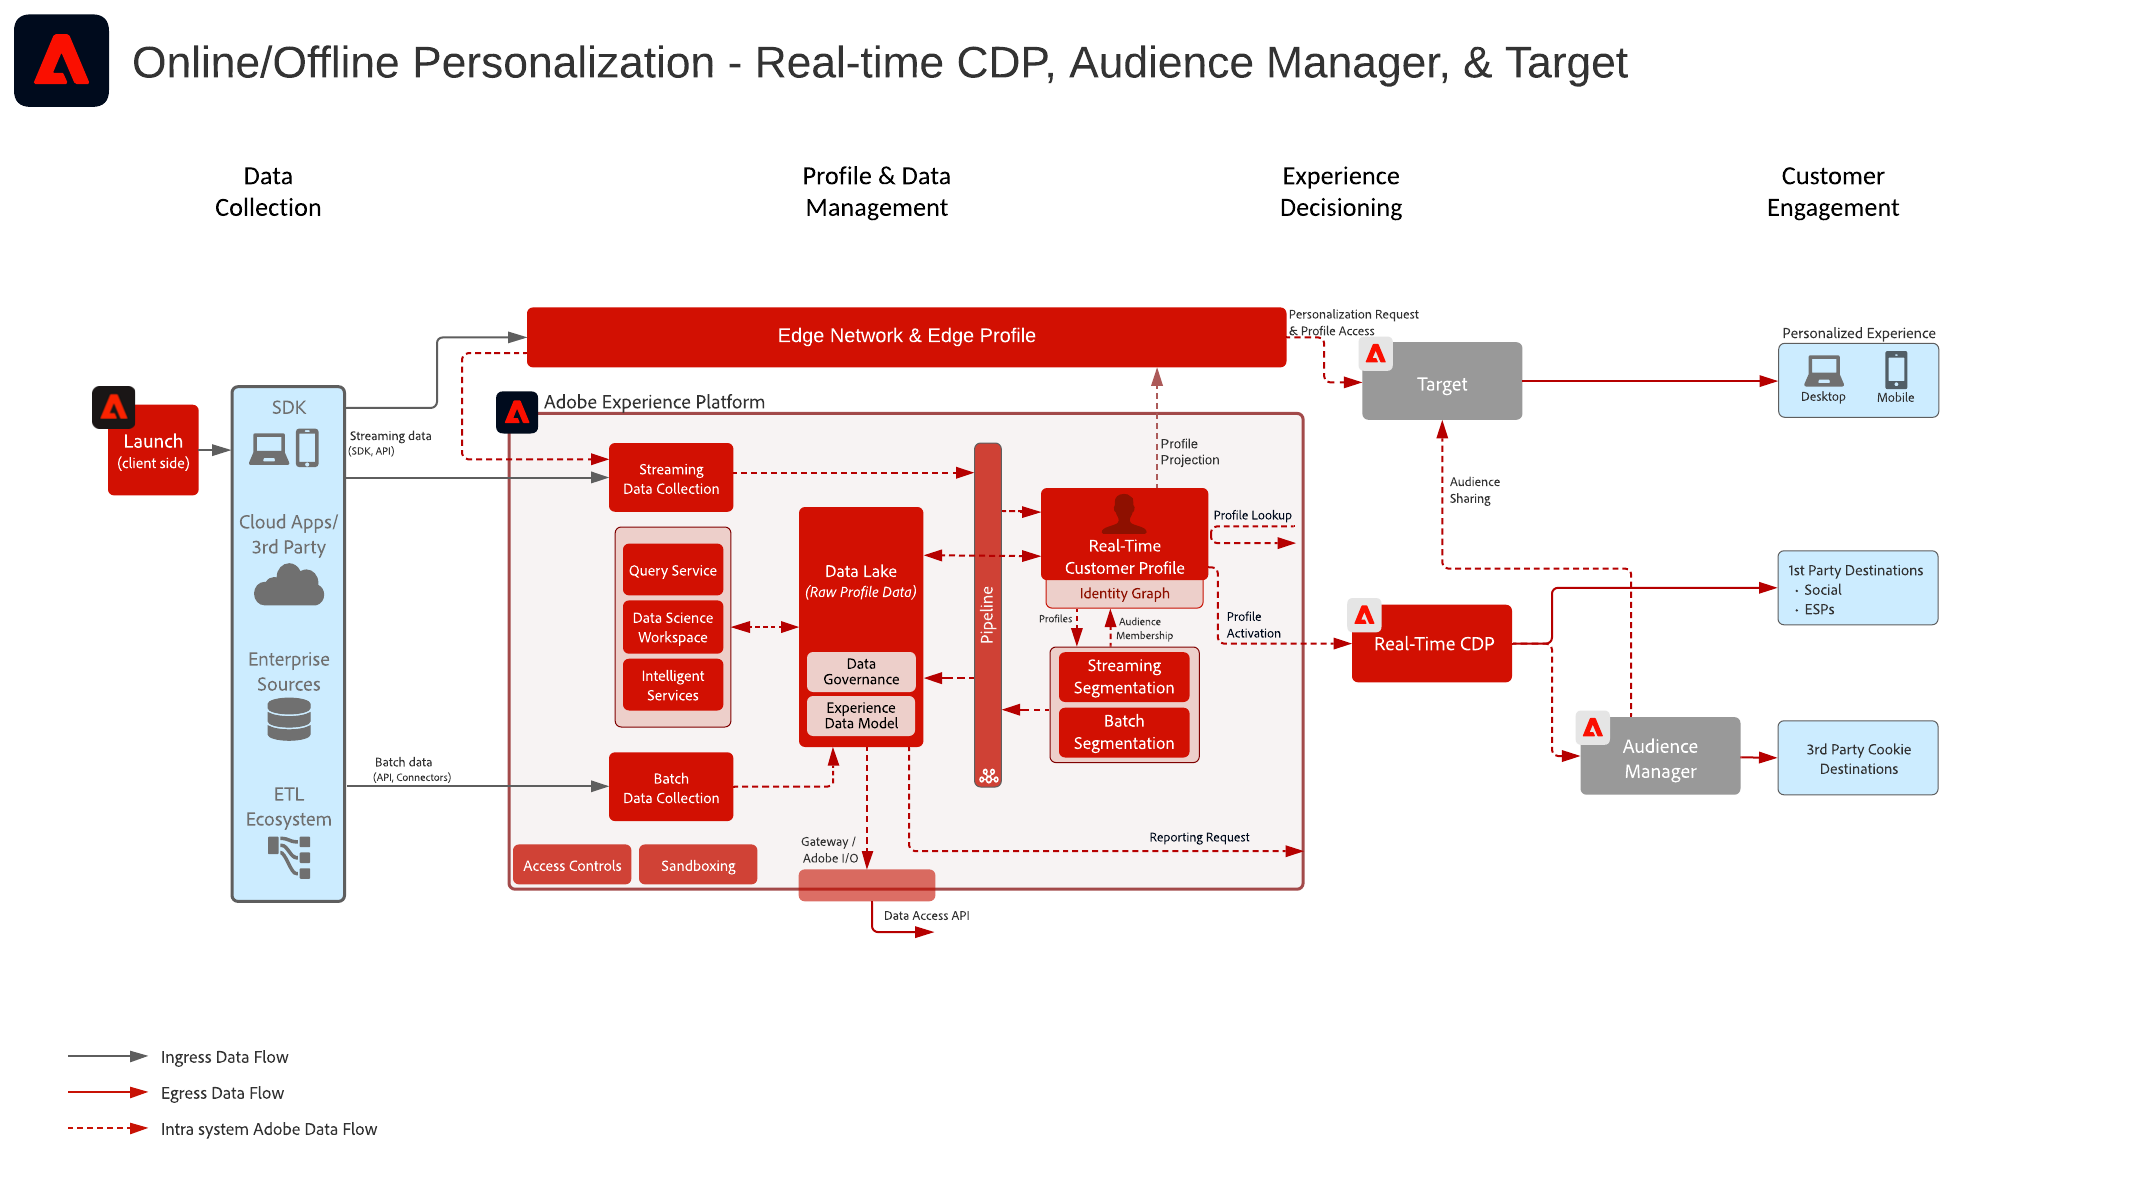 Online/Offline Personalization - Real-time CDP, Audience Manager, & Target
Data
Collection
Profile & Data
Management
Experience
Decisioning
Customer
Engagement
Edge Network & Edge Profile
Personalization Request
& Profile Access
Target
Personalized Experience
Desktop
Mobile
Launch
(client side)
SDK
Cloud Apps/
3rd Party
Enterprise
Sources
ETL
Ecosystem
Streaming data
(SDK, API)
Batch data
(API, Connectors)
Adobe Experience Platform
Streaming
Data Collection
Query Service
Data Science
Workspace
Intelligent
Services
Batch
Data Collection
Access Controls
Sandboxing
Data Lake
(Raw Profile Data)
Data
Governance
Experience
Data Model
Gateway /
Adobe I/O
Data Access API
Pipeline
Profile
Projection
Real-Time
Customer Profile
Identity Graph
Profiles
Audience
Membership
Streaming
Segmentation
Batch
Segmentation
Profile Lookup
Profile
Activation
Reporting Request
Audience
Sharing
Real-Time CDP
Audience
Manager
1st Party Destinations
· Social
· ESPs
3rd Party Cookie
Destinations
Ingress Data Flow
Egress Data Flow
Intra system Adobe Data Flow